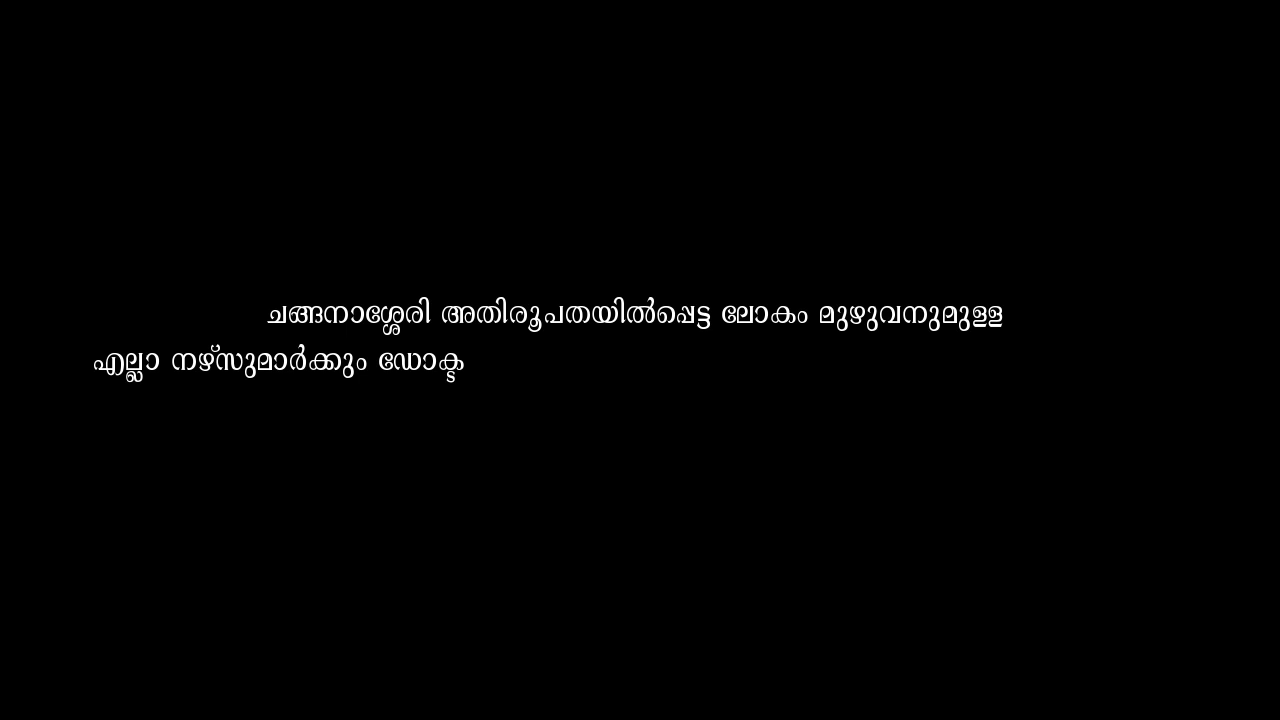 ചങ്ങനാശ്ശേരി അതിരൂപതയിൽപ്പെട്ട ലോകം മുഴുവനുമുള്ള
എല്ലാ നഴ്സുമാർക്കും ഡോക്ട